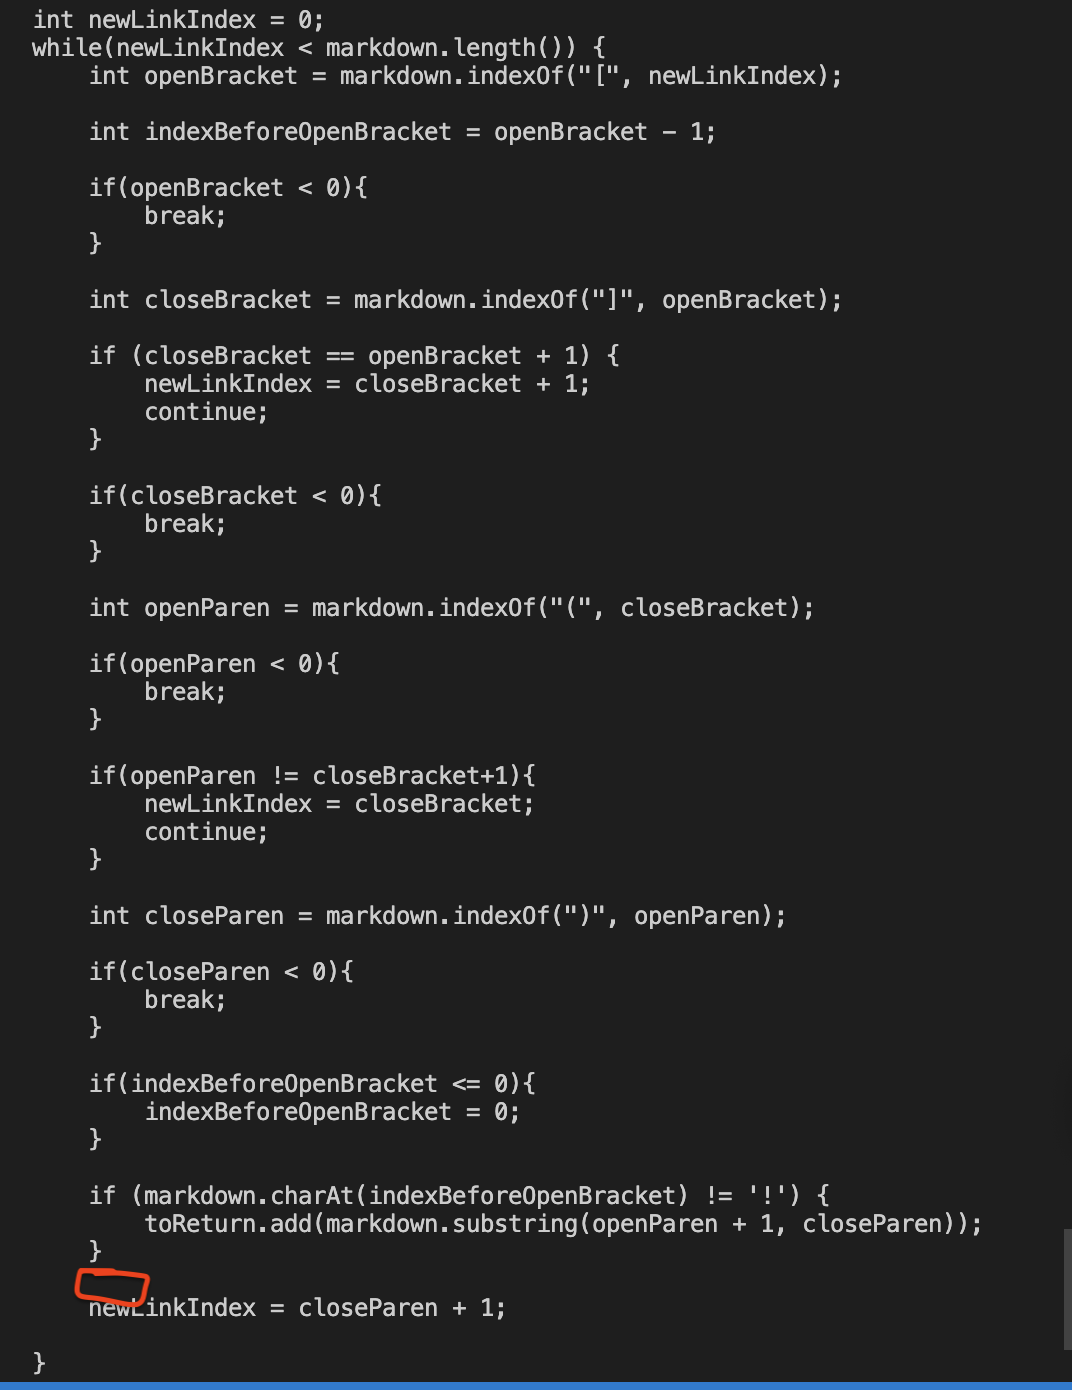 int newLinkIndex = 0;
while(newLinkIndex < markdown.length()) {
int openBracket = markdown.indexOf("[", newLinkIndex);
int indexBeforeOpenBracket = openBracket - 1;
if(openBracket < 0){
break;
}
int closeBracket = markdown.indexOf("]", openBracket);
if (closeBracket == openBracket + 1) {
newLinkIndex = closeBracket + 1;
continue;
}
if(closeBracket < 0){
break;
}
int openParen = markdown.indexOf("(", closeBracket);
if(openParen < 0){
break;
}
if(openParen != closeBracket+1){
newLinkIndex = closeBracket;
continue;
}
int closeParen = markdown.indexOf(")", openParen);
if(closeParen < 0){
break;
}
if(indexBeforeOpenBracket <= 0){
indexBeforeOpenBracket = 0;
}
if (markdown.charAt(indexBeforeOpenBracket) != '!') {
toReturn.add(markdown.substring(openParen + 1, closeParen));
}
newLinkIndex = closeParen + 1;
}